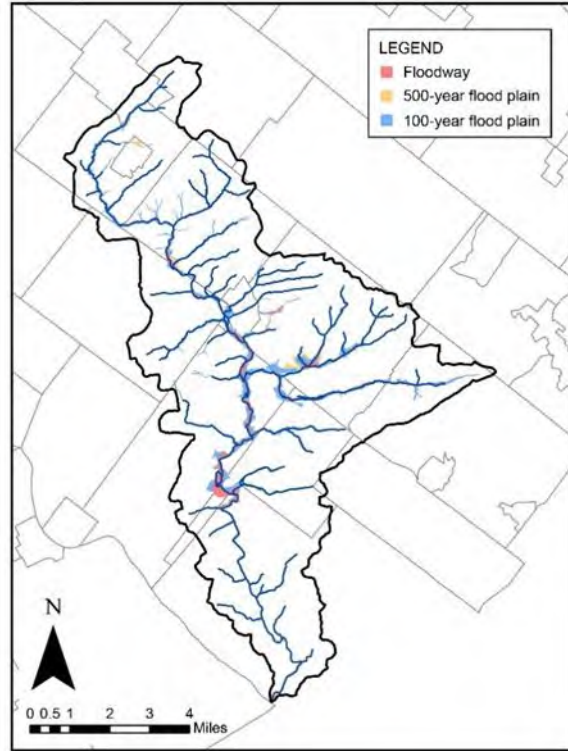 LEGEND
Floodway
500-year flood plain
100-year flood plain
N
0 0.5 1 2 3 4
Miles